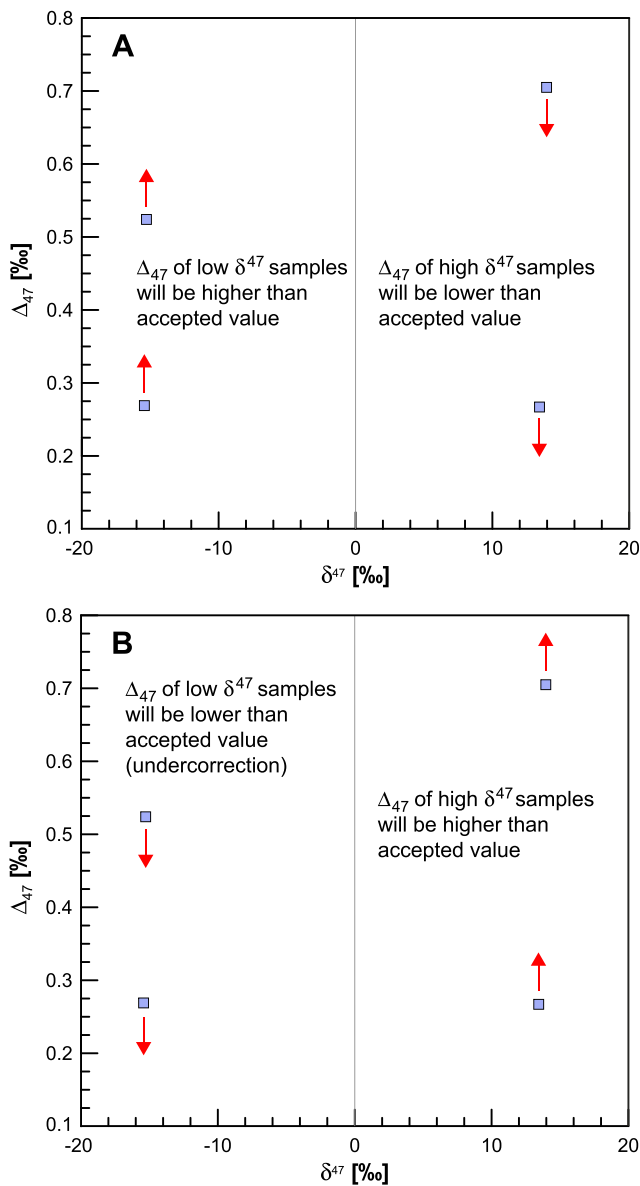 A
0.8
0.7
0.6
0.5
0.4
0.3
0.2
0.1
Δ47 [‰]
Δ47 of low δ47 samples
will be higher than
accepted value
Δ47 of high δ47 samples
will be lower than
accepted value
-20 -10 0 10 20
δ47 [‰]
B
0.8
0.7
0.6
0.5
0.4
0.3
0.2
0.1
Δ47 [‰]
Δ47 of low δ47 samples
will be lower than
accepted value
(undercorrection)
Δ47 of high δ47 samples
will be higher than
accepted value
-20 -10 0 10 20
δ47 [‰]